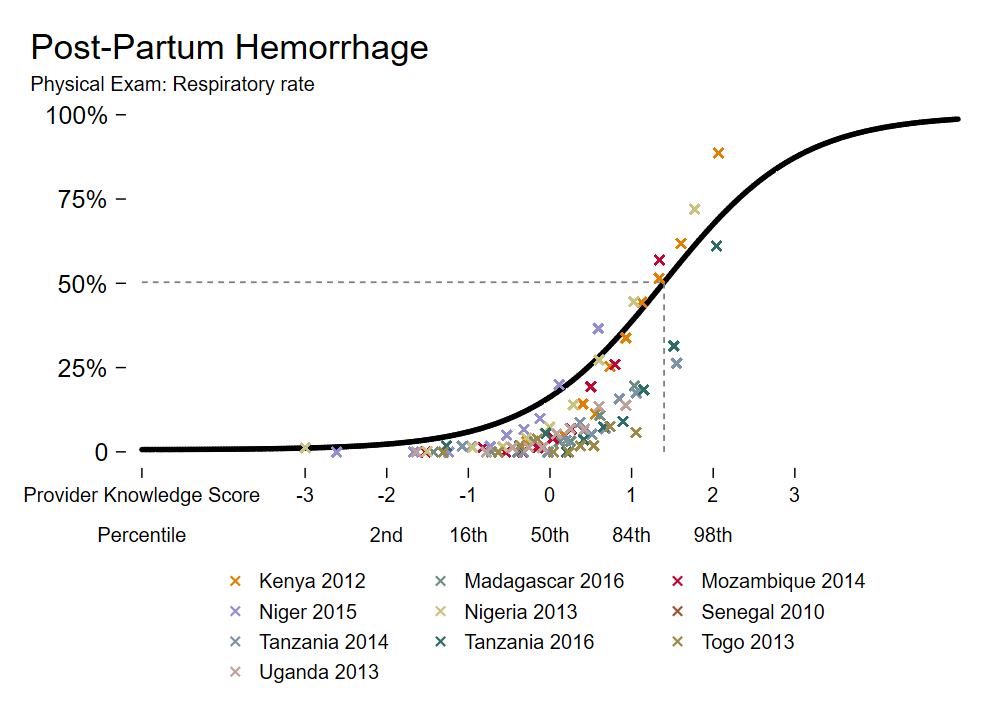 Post-Partum Hemorrhage
Physical Exam: Respiratory rate
100%
75%
50%
25%
0
Provider Knowledge Score -3 -2 -1 0 1 2 3
Percentile 2nd 16th 50th 84th 98th
Kenya 2012 Madagascar 2016 Mozambique 2014
Niger 2015 Nigeria 2013 Senegal 2010
Tanzania 2014 Tanzania 2016 Togo 2013
Uganda 2013